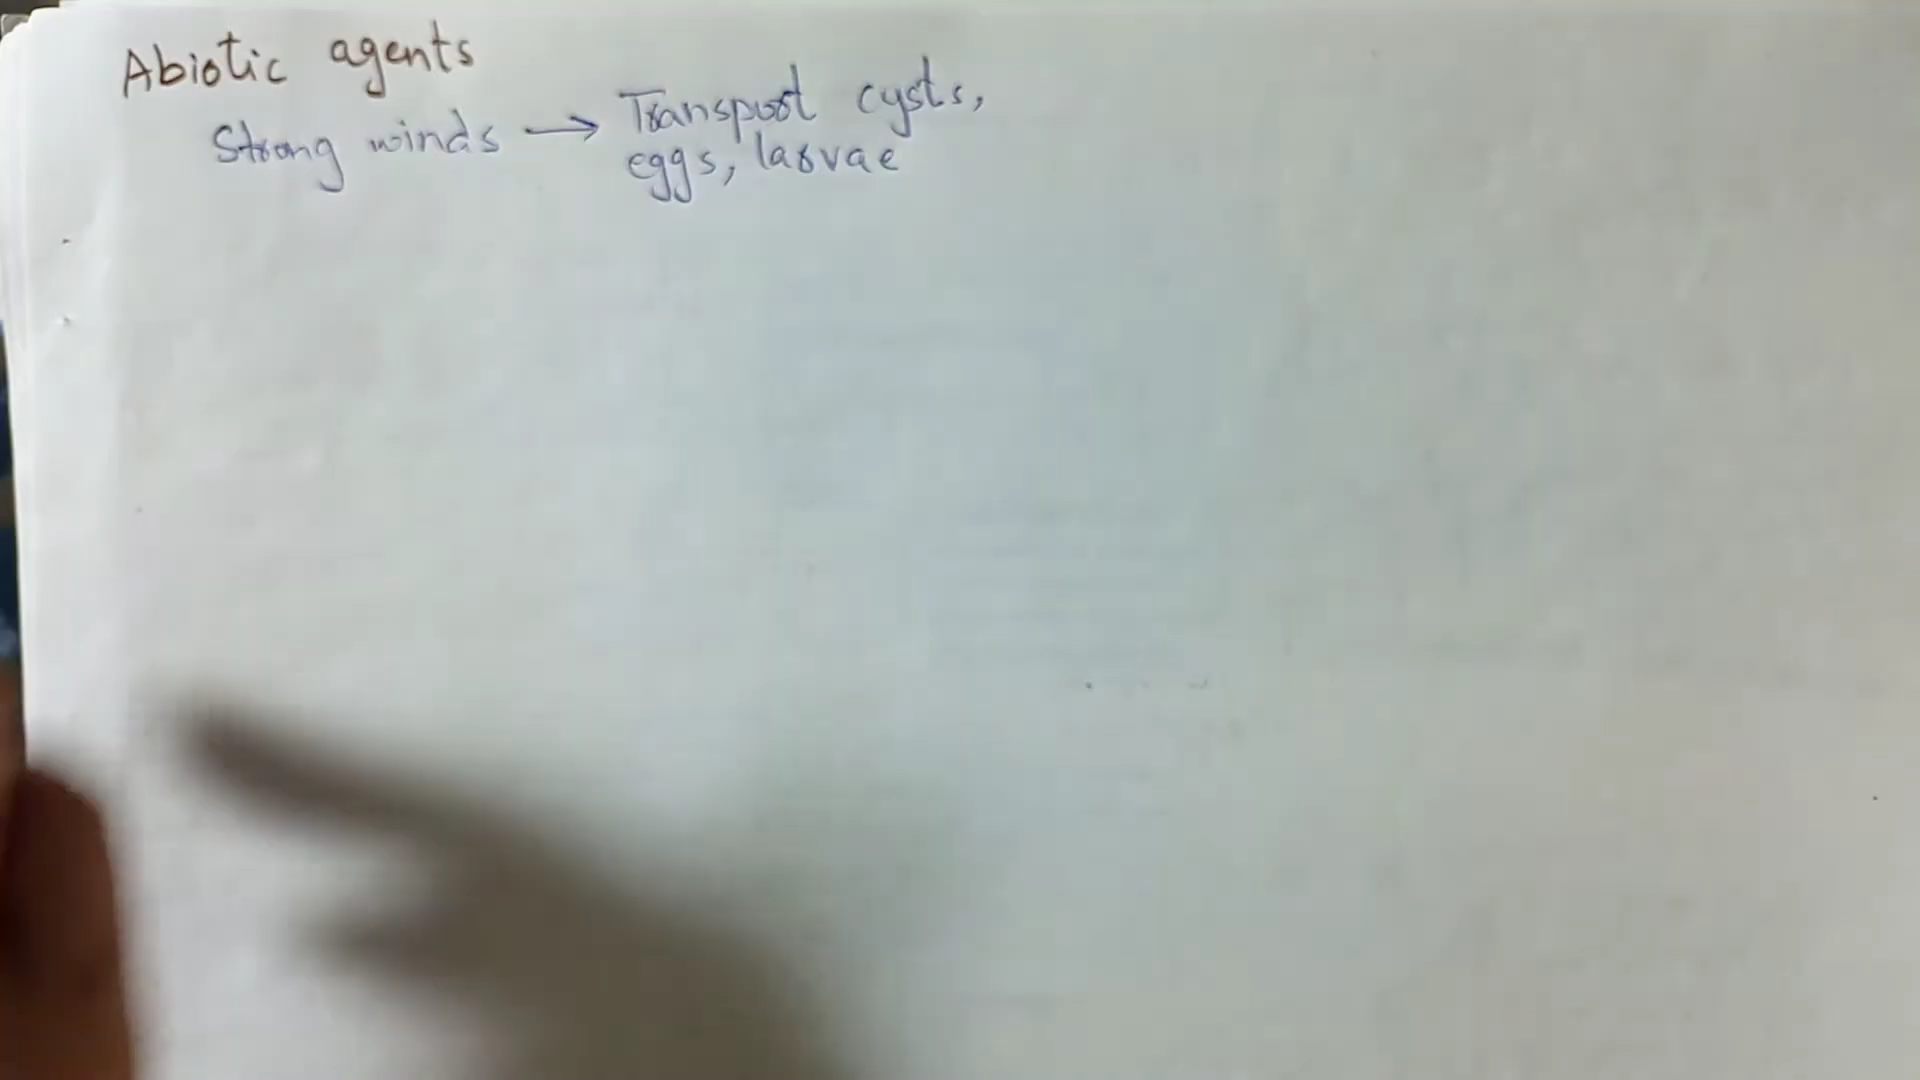 Abiotic agents
Strong winds → Transport cysts,
eggs, larvae